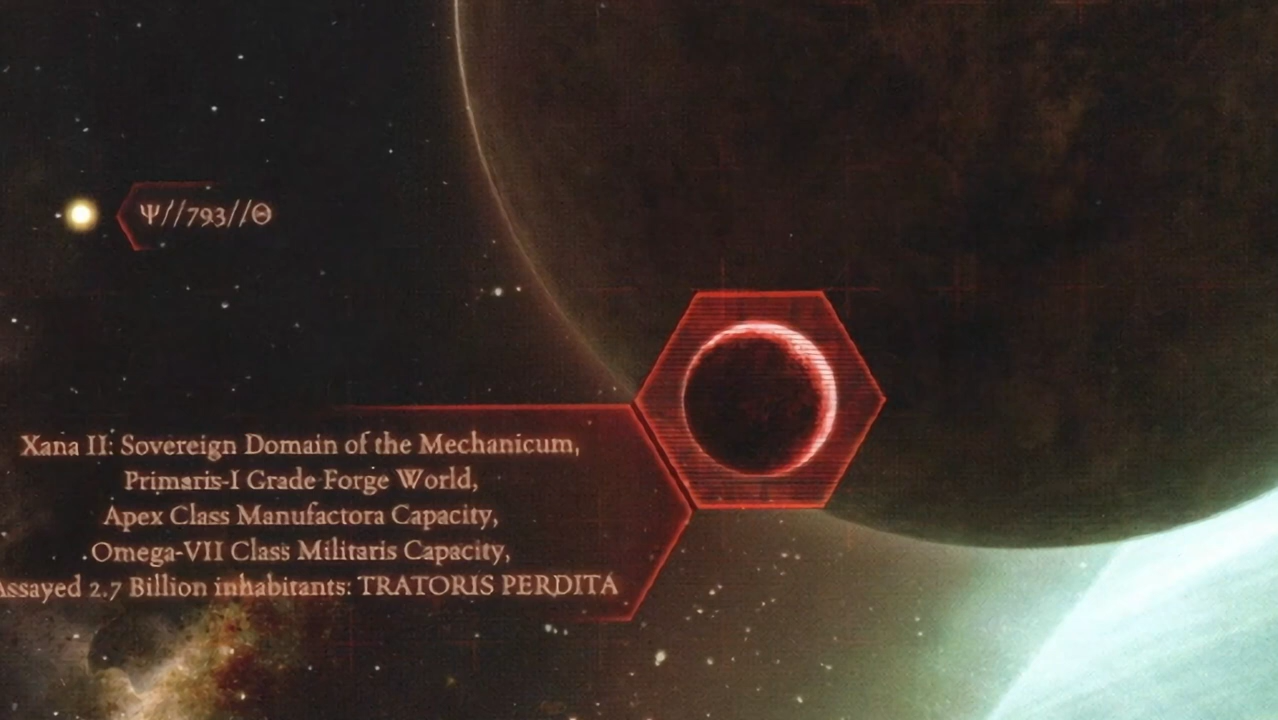 Ψ//793//Θ
Xana II: Sovereign Domain of the Mechanicum,
Primaris-I Grade Forge World,
Apex Class Manufactora Capacity,
Omega-VII Class Militaris Capacity,
Assayed 2.7 Billion inhabitants: TRATORIS PERDITA